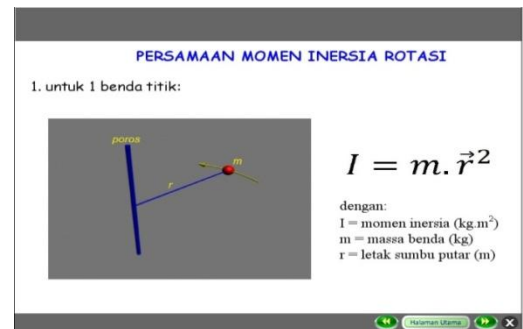 PERSAMAAN MOMEN INERSIA ROTASI
1. untuk 1 benda titik:
poros
m
r
I = m. r⃗²
dengan:
I = momen inersia (kg.m²)
m = massa benda (kg)
r = letak sumbu putar (m)
Halaman Utama
X